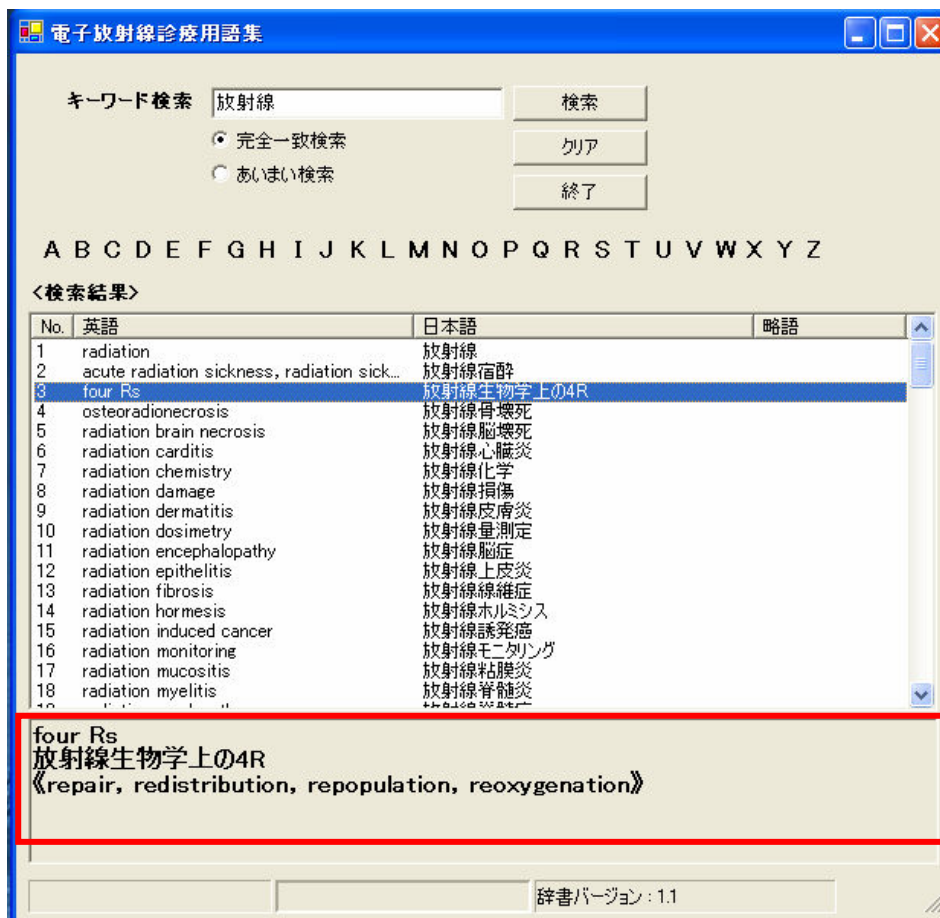 電子放射線診療用語集
キーワード検索 放射線 検索
完全一致検索 クリア
あいまい検索
終了
A B C D E F G H I J K L M N O P Q R S T U V W X Y Z
<検索結果>
No. 英語 日本語 略語
1 radiation 放射線
2 acute radiation sickness, radiation sick... 放射線宿酔
3 four Rs 放射線生物学上の4R
4 osteoradionecrosis 放射線骨壊死
5 radiation brain necrosis 放射線脳壊死
6 radiation carditis 放射線心臓炎
7 radiation chemistry 放射線化学
8 radiation damage 放射線損傷
9 radiation dermatitis 放射線皮膚炎
10 radiation dosimetry 放射線量測定
11 radiation encephalopathy 放射線脳症
12 radiation epithelitis 放射線上皮炎
13 radiation fibrosis 放射線線維症
14 radiation hormesis 放射線ホルミシス
15 radiation induced cancer 放射線誘発癌
16 radiation monitoring 放射線モニタリング
17 radiation mucositis 放射線粘膜炎
18 radiation myelitis 放射線脊髄炎
four Rs
放射線生物学上の4R
《repair, redistribution, repopulation, reoxygenation》
辞書バージョン : 1.1